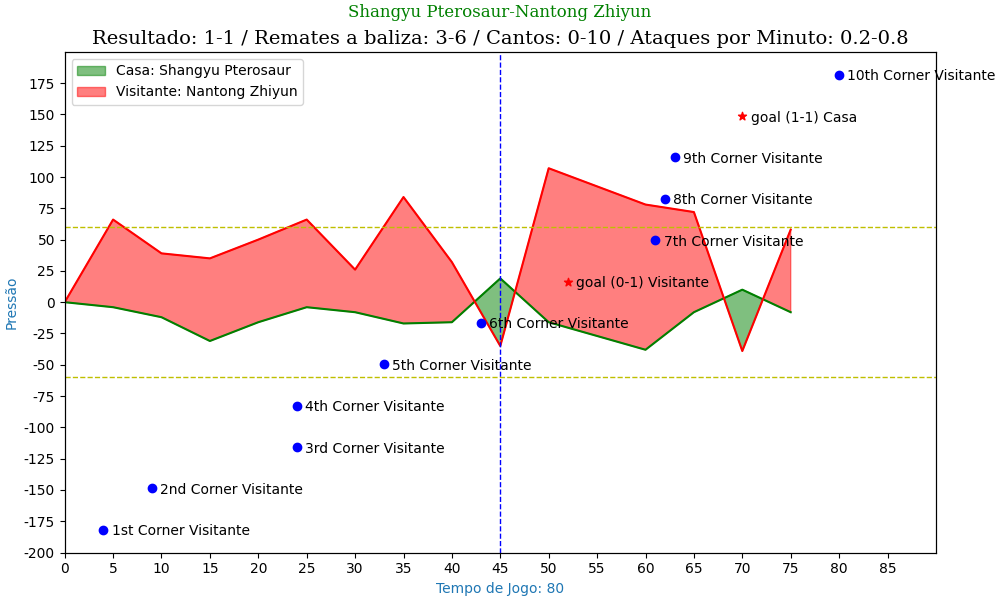 Shangyu Pterosaur-Nantong Zhiyun
Resultado: 1-1 / Remates a baliza: 3-6 / Cantos: 0-10 / Ataques por Minuto: 0.2-0.8
Casa: Shangyu Pterosaur
Visitante: Nantong Zhiyun
10th Corner Visitante
goal (1-1) Casa
9th Corner Visitante
8th Corner Visitante
7th Corner Visitante
goal (0-1) Visitante
6th Corner Visitante
5th Corner Visitante
4th Corner Visitante
3rd Corner Visitante
2nd Corner Visitante
1st Corner Visitante
Pressão
175
150
125
100
75
50
25
0
-25
-50
-75
-100
-125
-150
-175
-200
0 5 10 15 20 25 30 35 40 45 50 55 60 65 70 75 80 85
Tempo de Jogo: 80